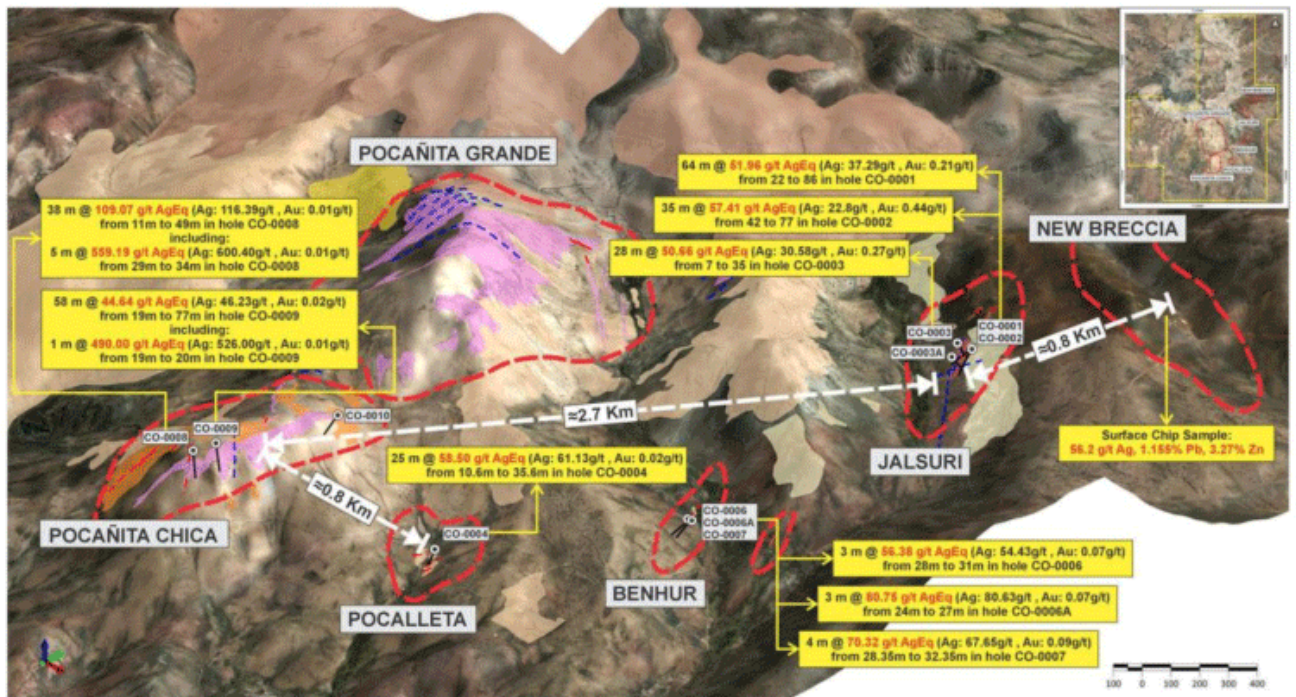 POCAÑITA GRANDE
64 m @ 51.96 g/t AgEq (Ag: 37.29g/t , Au: 0.21g/t)
from 22 to 86 in hole CO-0001
35 m @ 57.41 g/t AgEq (Ag: 22.8g/t , Au: 0.44g/t)
from 42 to 77 in hole CO-0002
28 m @ 50.66 g/t AgEq (Ag: 30.58g/t , Au: 0.27g/t)
from 7 to 35 in hole CO-0003
38 m @ 109.07 g/t AgEq (Ag: 116.39g/t , Au: 0.01g/t)
from 11m to 49m in hole CO-0008
including:
5 m @ 559.19 g/t AgEq (Ag: 600.40g/t , Au: 0.01g/t)
from 29m to 34m in hole CO-0008
58 m @ 44.64 g/t AgEq (Ag: 46.23g/t , Au: 0.02g/t)
from 19m to 77m in hole CO-0009
including:
1 m @ 490.00 g/t AgEq (Ag: 526.00g/t , Au: 0.01g/t)
from 19m to 20m in hole CO-0009
NEW BRECCIA
CO-0003
CO-0003A
CO-0001
CO-0002
≈0.8 Km
≈2.7 Km
CO-0008
CO-0009
CO-0010
Surface Chip Sample:
56.2 g/t Ag, 1.155% Pb, 3.27% Zn
25 m @ 58.50 g/t AgEq (Ag: 61.13g/t , Au: 0.02g/t)
from 10.6m to 35.6m in hole CO-0004
JALSURI
≈0.8 Km
POCAÑITA CHICA
CO-0004
CO-0006
CO-0006A
CO-0007
POCALLETA
BENHUR
3 m @ 56.38 g/t AgEq (Ag: 54.43g/t , Au: 0.07g/t)
from 28m to 31m in hole CO-0006
3 m @ 80.75 g/t AgEq (Ag: 80.63g/t , Au: 0.07g/t)
from 24m to 27m in hole CO-0006A
4 m @ 70.32 g/t AgEq (Ag: 67.65g/t , Au: 0.09g/t)
from 28.35m to 32.35m in hole CO-0007
100 0 100 200 300 400